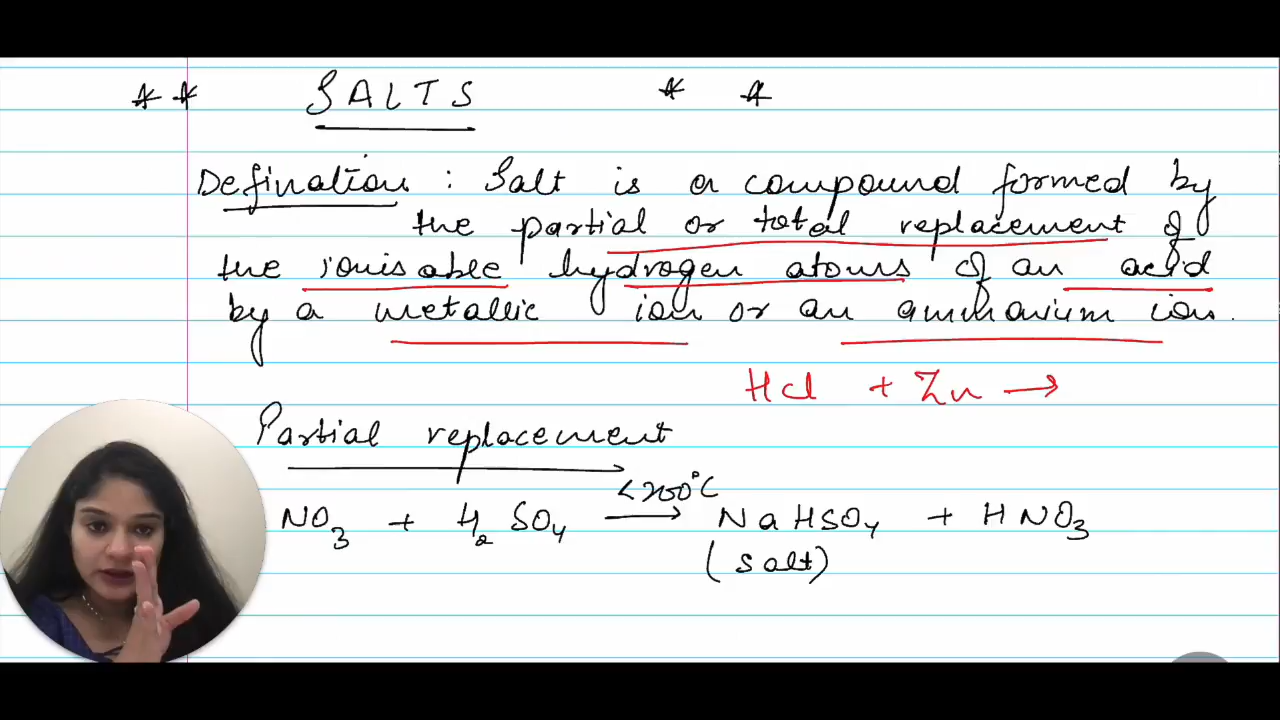 ** SALTS * *
Defination : Salt is a compound formed by
the partial or total replacement of
the ionisable hydrogen atoms of an acid
by a metallic ion or an ammonium ion.
HCl + Zn →
Partial replacement
NO₃ + H₂SO₄ <200°C → NaHSO₄ + HNO₃
(salt)